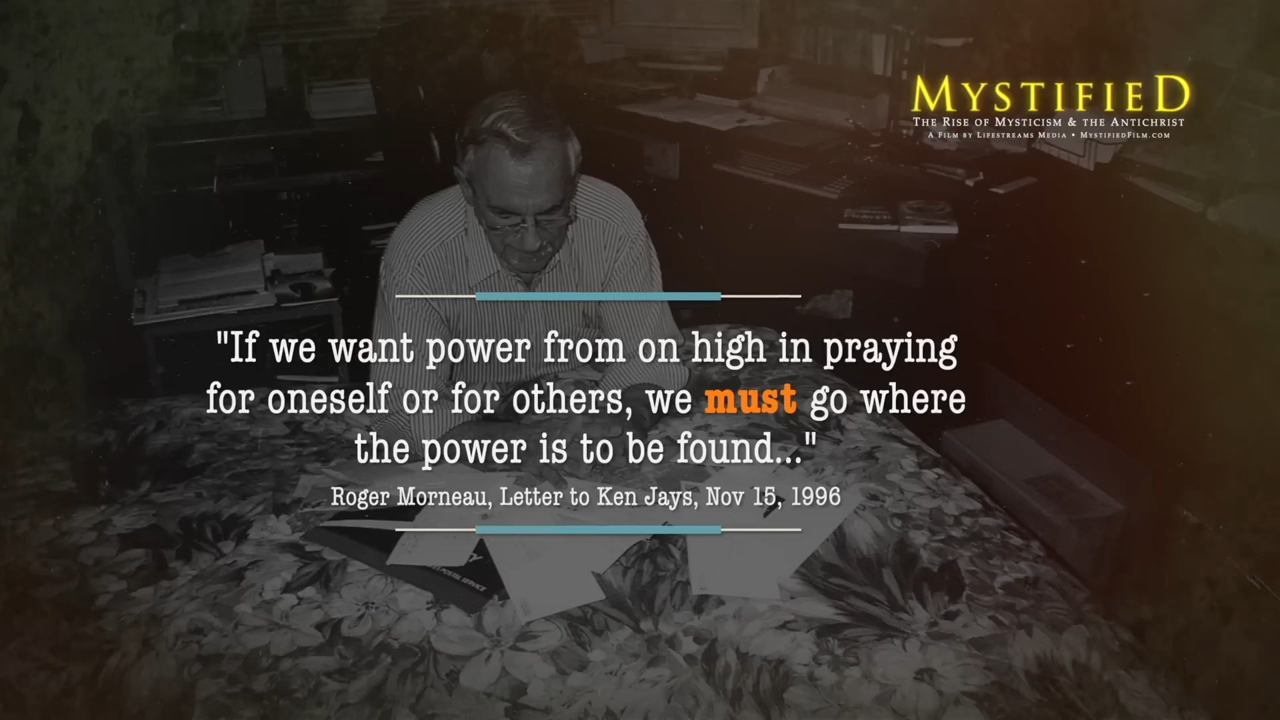 MYSTIFIED
THE RISE OF MYSTICISM & THE ANTICHRIST
A FILM BY LIFESTREAMS MEDIA • MYSTIFIEDFILM.COM
"If we want power from on high in praying
for oneself or for others, we must go where
the power is to be found..."
Roger Morneau, Letter to Ken Jays, Nov 15, 1996
POSTAL SERVICE